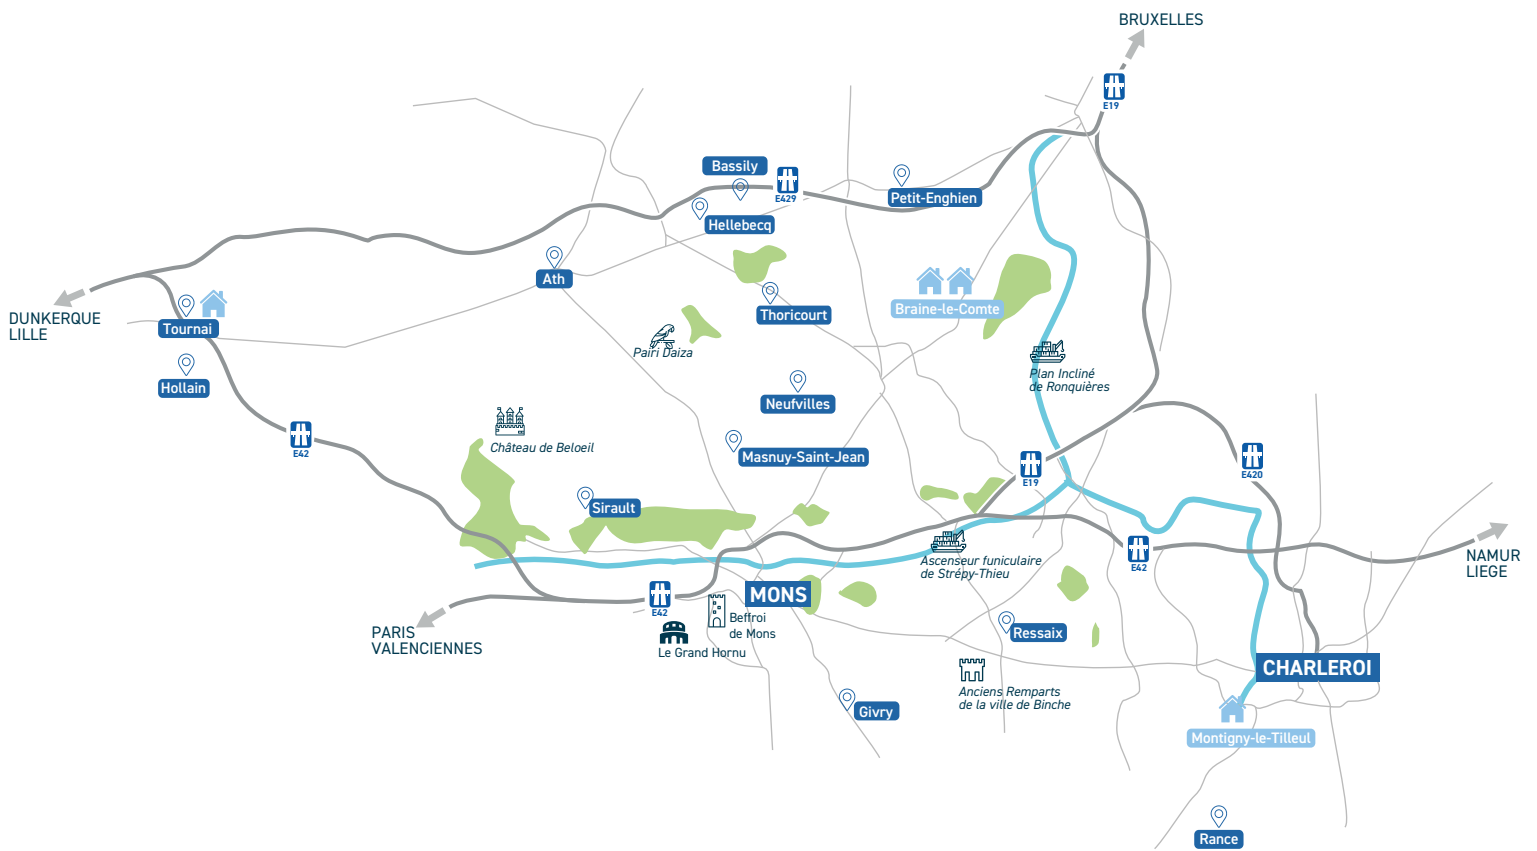 BRUXELLES
E19
Bassily
E429
Petit-Enghien
Hellebecq
Ath
DUNKERQUE
LILLE
Tournai
Thoricourt
Braine-le-Comte
Pairi Daiza
Hollain
Plan Incliné
de Ronquières
Neufvilles
E42
Château de Beloeil
Masnuy-Saint-Jean
E19
E420
Sirault
Ascenseur funiculaire
de Strépy-Thieu
E42
NAMUR
LIEGE
MONS
E42
Beffroi
de Mons
PARIS
VALENCIENNES
Le Grand Hornu
Ressaix
CHARLEROI
Anciens Remparts
de la ville de Binche
Givry
Montigny-le-Tilleul
Rance